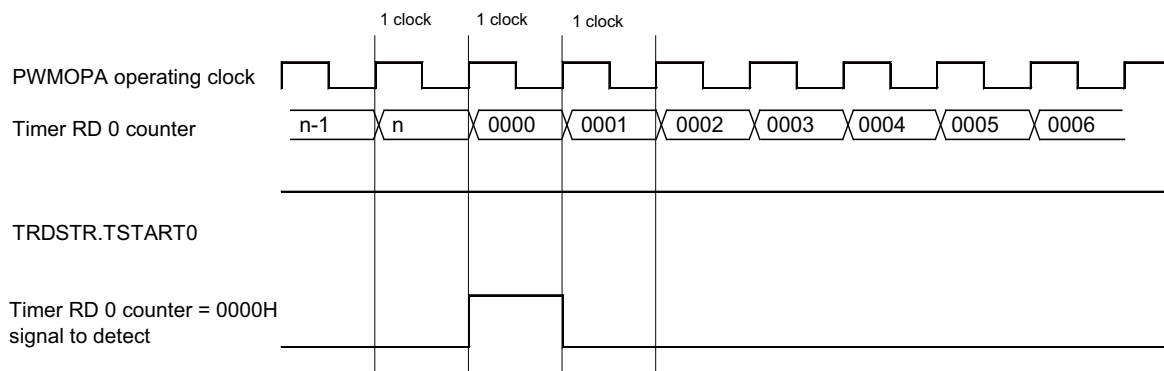 1 clock 1 clock 1 clock
PWMOPA operating clock
Timer RD 0 counter n-1 n 0000 0001 0002 0003 0004 0005 0006
TRDSTR.TSTART0
Timer RD 0 counter = 0000H
signal to detect